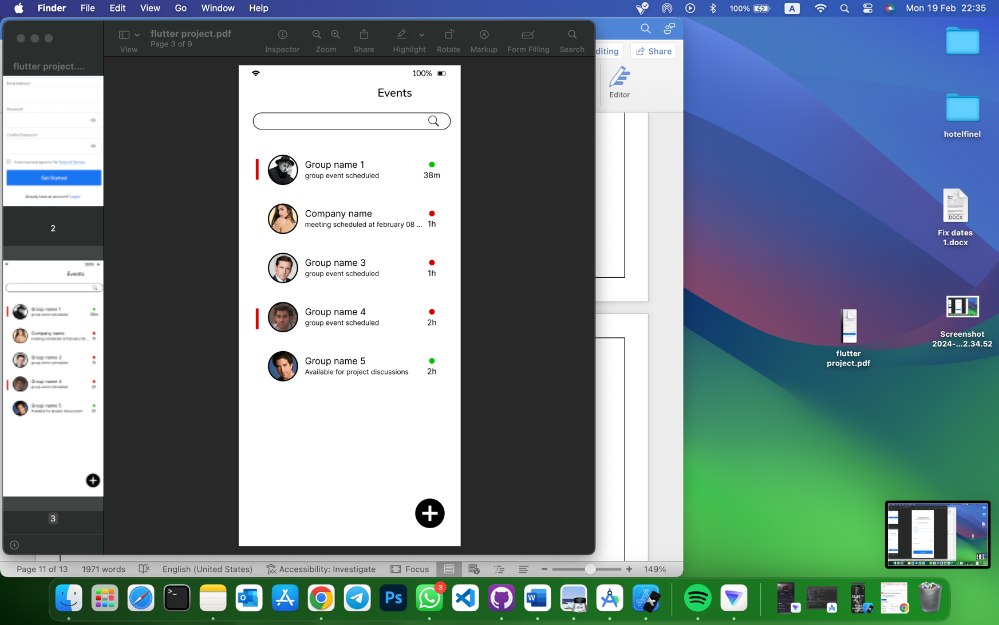 Finder File Edit View Go Window Help
100% A Mon 19 Feb 22:35
flutter project.pdf
Page 3 of 9
View Inspector Zoom Share Highlight Rotate Markup Form Filling Search
flutter project....
Email Address*
Password*
Confirm Password*
I have read and agree to the Terms of Service
Get Started
Already have an account? Login
2
100%
Events
Group name 1
group event scheduled
38m
Company name
meeting scheduled at february 08 ...
1h
Group name 3
group event scheduled
1h
Group name 4
group event scheduled
2h
Group name 5
Available for project discussions
2h
3
100%
Events
Group name 1
group event scheduled
38m
Company name
meeting scheduled at february 08 ...
1h
Group name 3
group event scheduled
1h
Group name 4
group event scheduled
2h
Group name 5
Available for project discussions
2h
diting Share
Editor
hotelfinel
DOCX
Fix dates
1.docx
Screenshot
2024-...2.34.52
flutter
project.pdf
Page 11 of 13 1971 words English (United States) Accessibility: Investigate Focus 149%
Ps
3
W